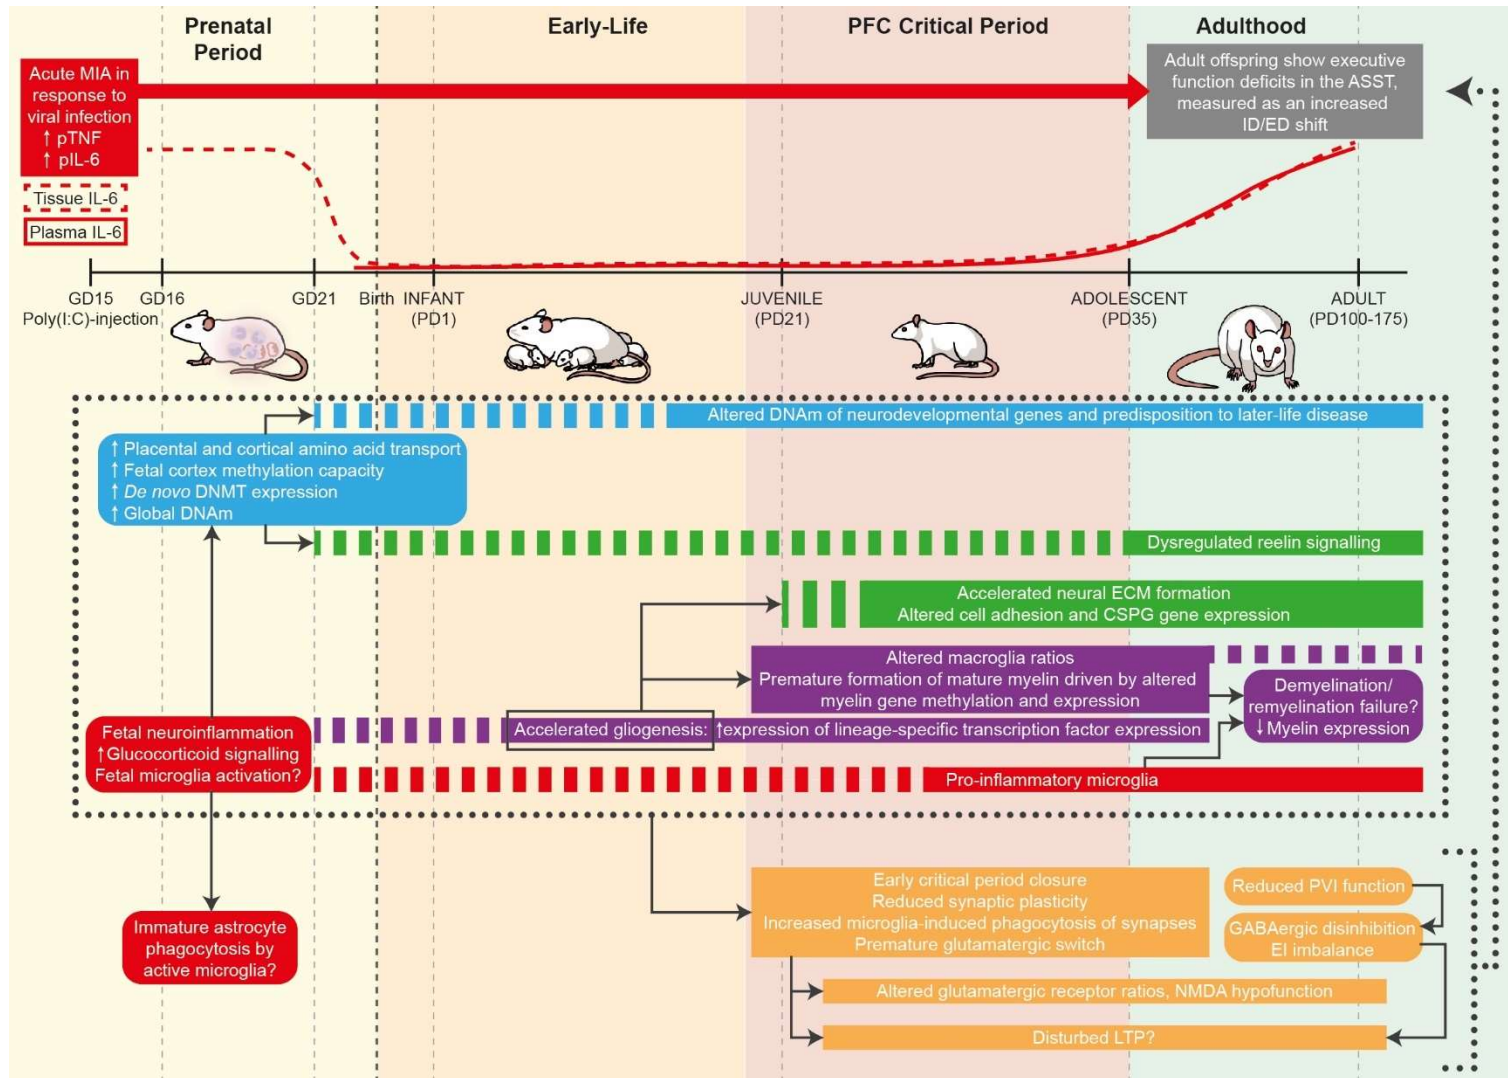 Prenatal
Period
Early-Life
PFC Critical Period
Adulthood
Acute MIA in
response to
viral infection
↑ pTNF
↑ pIL-6
Tissue IL-6
Plasma IL-6
Adult offspring show executive
function deficits in the ASST,
measured as an increased
ID/ED shift
GD15
Poly(I:C)-injection
GD16
GD21
Birth
INFANT
(PD1)
JUVENILE
(PD21)
ADOLESCENT
(PD35)
ADULT
(PD100-175)
Altered DNAm of neurodevelopmental genes and predisposition to later-life disease
↑ Placental and cortical amino acid transport
↑ Fetal cortex methylation capacity
↑ De novo DNMT expression
↑ Global DNAm
Dysregulated reelin signalling
Accelerated neural ECM formation
Altered cell adhesion and CSPG gene expression
Altered macroglia ratios
Premature formation of mature myelin driven by altered
myelin gene methylation and expression
Demyelination/
remyelination failure?
↓ Myelin expression
Accelerated gliogenesis: ↑expression of lineage-specific transcription factor expression
Fetal neuroinflammation
↑Glucocorticoid signalling
Fetal microglia activation?
Pro-inflammatory microglia
Immature astrocyte
phagocytosis by
active microglia?
Early critical period closure
Reduced synaptic plasticity
Increased microglia-induced phagocytosis of synapses
Premature glutamatergic switch
Reduced PVI function
GABAergic disinhibition
EI imbalance
Altered glutamatergic receptor ratios, NMDA hypofunction
Disturbed LTP?